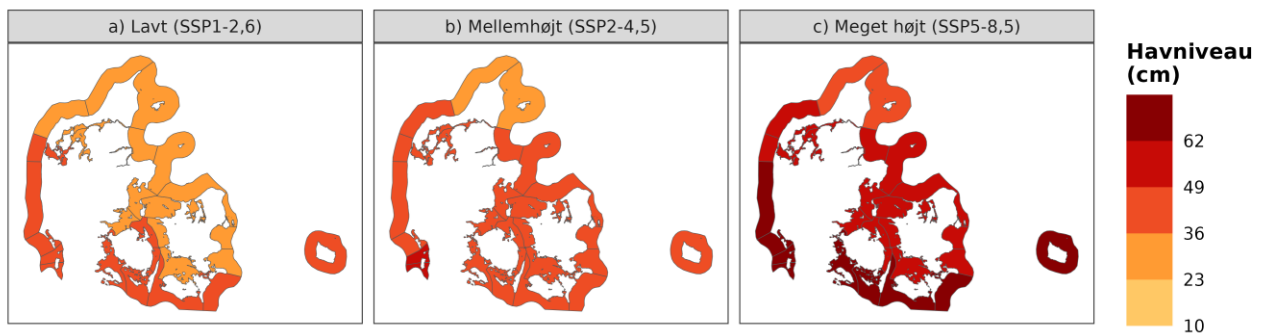 a) Lavt (SSP1-2,6)
b) Mellemhøjt (SSP2-4,5)
c) Meget højt (SSP5-8,5)
Havniveau
(cm)
62
49
36
23
10